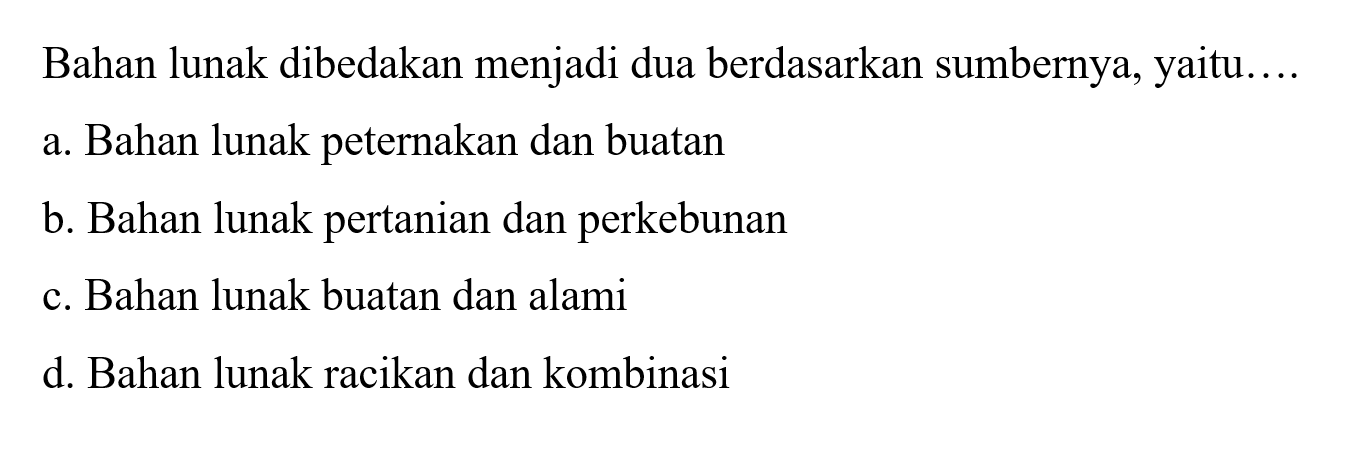 Bahan lunak dibedakan menjadi dua berdasarkan sumbernya, yaitu….
a. Bahan lunak peternakan dan buatan
b. Bahan lunak pertanian dan perkebunan
c. Bahan lunak buatan dan alami
d. Bahan lunak racikan dan kombinasi